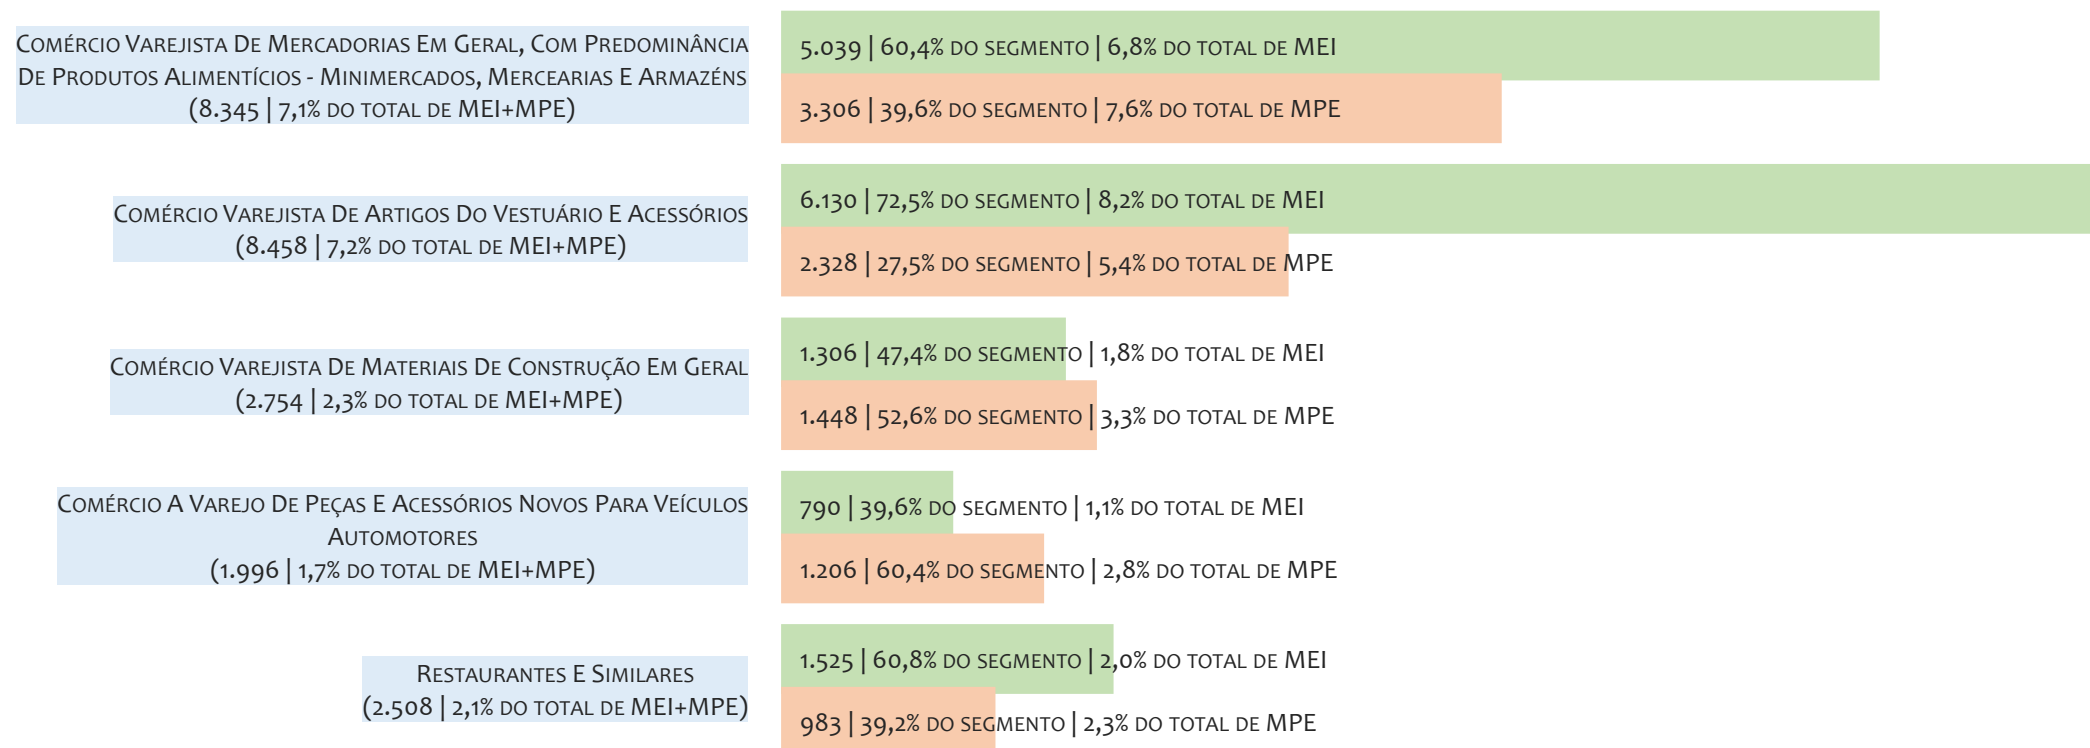 Comércio Varejista De Mercadorias Em Geral, Com Predominância
De Produtos Alimentícios - Minimercados, Mercearias E Armazéns
(8.345 | 7,1% do total de MEI+MPE)
5.039 | 60,4% do segmento | 6,8% do total de MEI
3.306 | 39,6% do segmento | 7,6% do total de MPE
Comércio Varejista De Artigos Do Vestuário E Acessórios
(8.458 | 7,2% do total de MEI+MPE)
6.130 | 72,5% do segmento | 8,2% do total de MEI
2.328 | 27,5% do segmento | 5,4% do total de MPE
Comércio Varejista De Materiais De Construção Em Geral
(2.754 | 2,3% do total de MEI+MPE)
1.306 | 47,4% do segmento | 1,8% do total de MEI
1.448 | 52,6% do segmento | 3,3% do total de MPE
Comércio A Varejo De Peças E Acessórios Novos Para Veículos
Automotores
(1.996 | 1,7% do total de MEI+MPE)
790 | 39,6% do segmento | 1,1% do total de MEI
1.206 | 60,4% do segmento | 2,8% do total de MPE
Restaurantes E Similares
(2.508 | 2,1% do total de MEI+MPE)
1.525 | 60,8% do segmento | 2,0% do total de MEI
983 | 39,2% do segmento | 2,3% do total de MPE